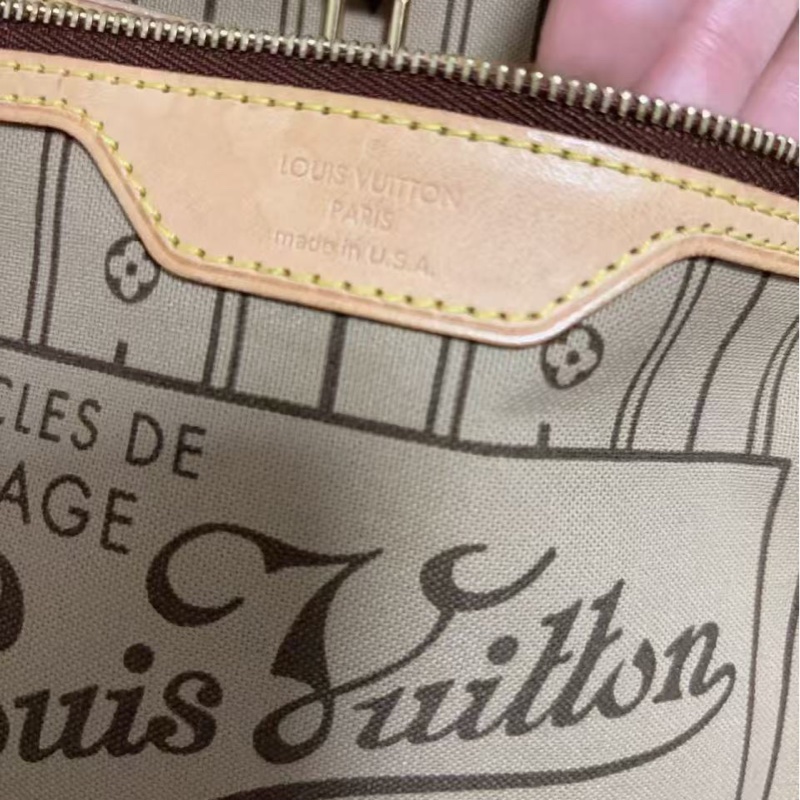 LOUIS VUITTON
PARIS
made in U.S.A.
CLES DE
AGE
ouis Vuitton